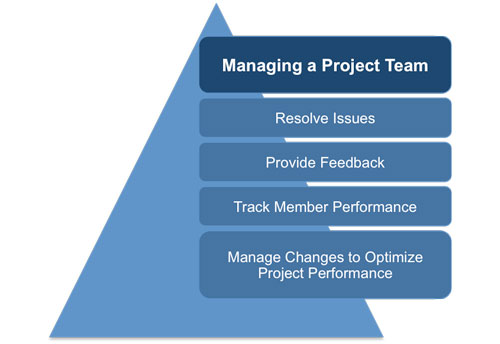 Managing a Project Team
Resolve Issues
Provide Feedback
Track Member Performance
Manage Changes to Optimize
Project Performance